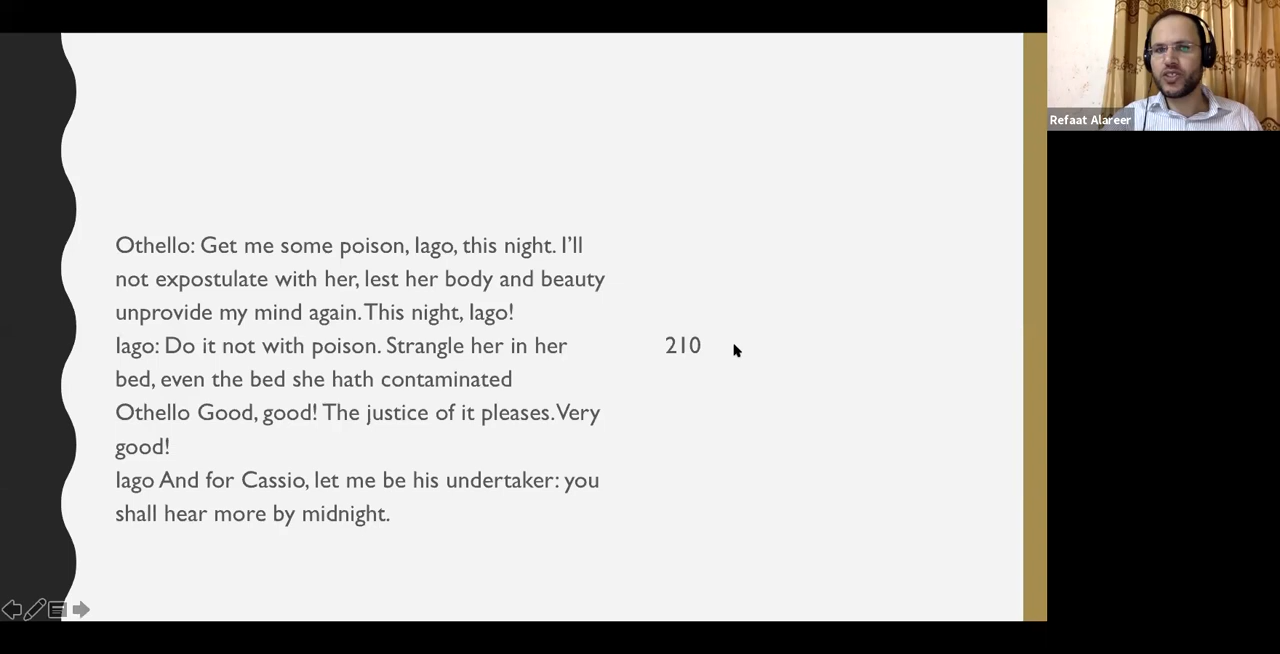 Refaat Alareer
Othello: Get me some poison, Iago, this night. I’ll
not expostulate with her, lest her body and beauty
unprovide my mind again. This night, Iago!
Iago: Do it not with poison. Strangle her in her 210
bed, even the bed she hath contaminated
Othello Good, good! The justice of it pleases. Very
good!
Iago And for Cassio, let me be his undertaker: you
shall hear more by midnight.